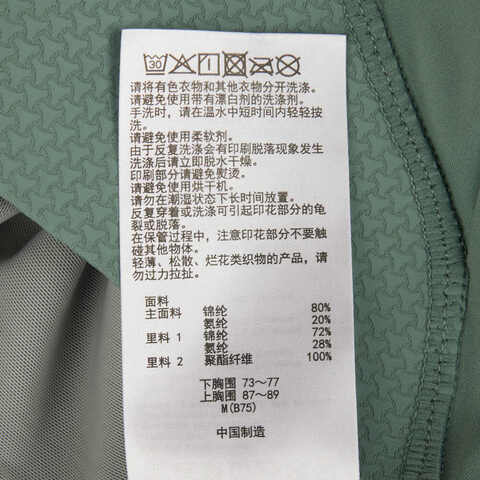 30
请将有色衣物和其他衣物分开洗涤。
请避免使用带有漂白剂的洗涤剂。
手洗时，请在温水中短时间内轻轻按
洗。
请避免使用柔软剂。
由于反复洗涤会有印刷脱落现象发生
洗涤后请立即脱水干燥。
印刷部分请避免熨烫。
请避免使用烘干机。
请勿在潮湿状态下长时间放置。
反复穿着或洗涤可引起印花部分的龟
裂或脱落。
在保管过程中，注意印花部分不要触
碰其他物体。
轻薄、松散、烂花类织物的产品，请
勿过力拉扯。
面料
主面料 锦纶 80%
氨纶 20%
里料 1 锦纶 72%
氨纶 28%
里料 2 聚酯纤维 100%
下胸围 73～77
上胸围 87～89
M(B75)
中国制造